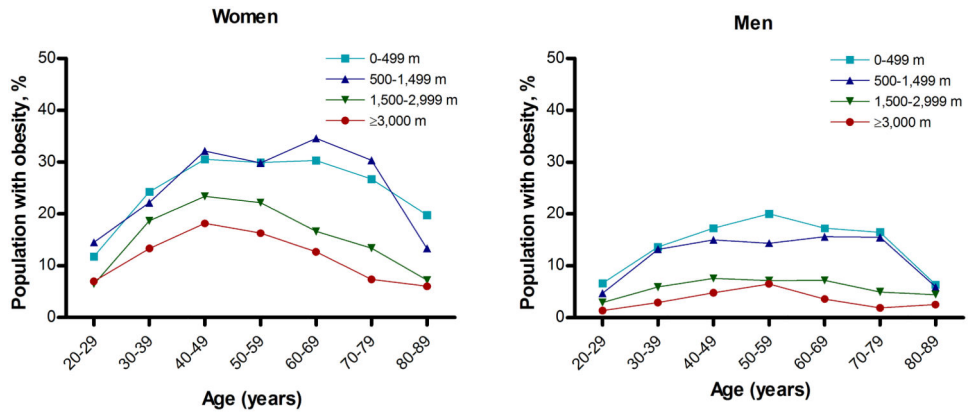 Women
Population with obesity, %
50
40
30
20
10
0
0-499 m
500-1,499 m
1,500-2,999 m
≥3,000 m
20-29
30-39
40-49
50-59
60-69
70-79
80-89
Age (years)
Men
Population with obesity, %
50
40
30
20
10
0
0-499 m
500-1,499 m
1,500-2,999 m
≥3,000 m
20-29
30-39
40-49
50-59
60-69
70-79
80-89
Age (years)